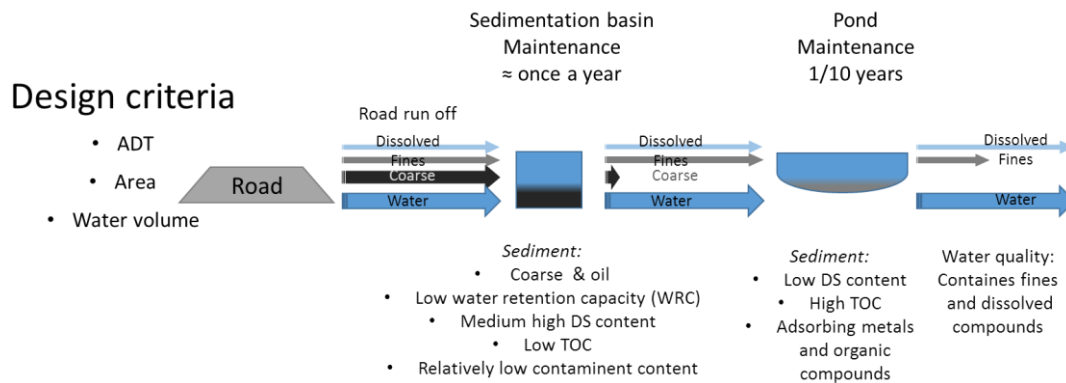 Sedimentation basin
Maintenance
≈ once a year
Pond
Maintenance
1/10 years
Design criteria
• ADT
• Area
• Water volume
Road
Road run off
Dissolved
Fines
Coarse
Water
Dissolved
Fines
Coarse
Water
Dissolved
Fines
Water
Sediment:
• Coarse & oil
• Low water retention capacity (WRC)
• Medium high DS content
• Low TOC
• Relatively low contaminent content
Sediment:
• Low DS content
• High TOC
• Adsorbing metals
and organic
compounds
Water quality:
Containes fines
and dissolved
compounds